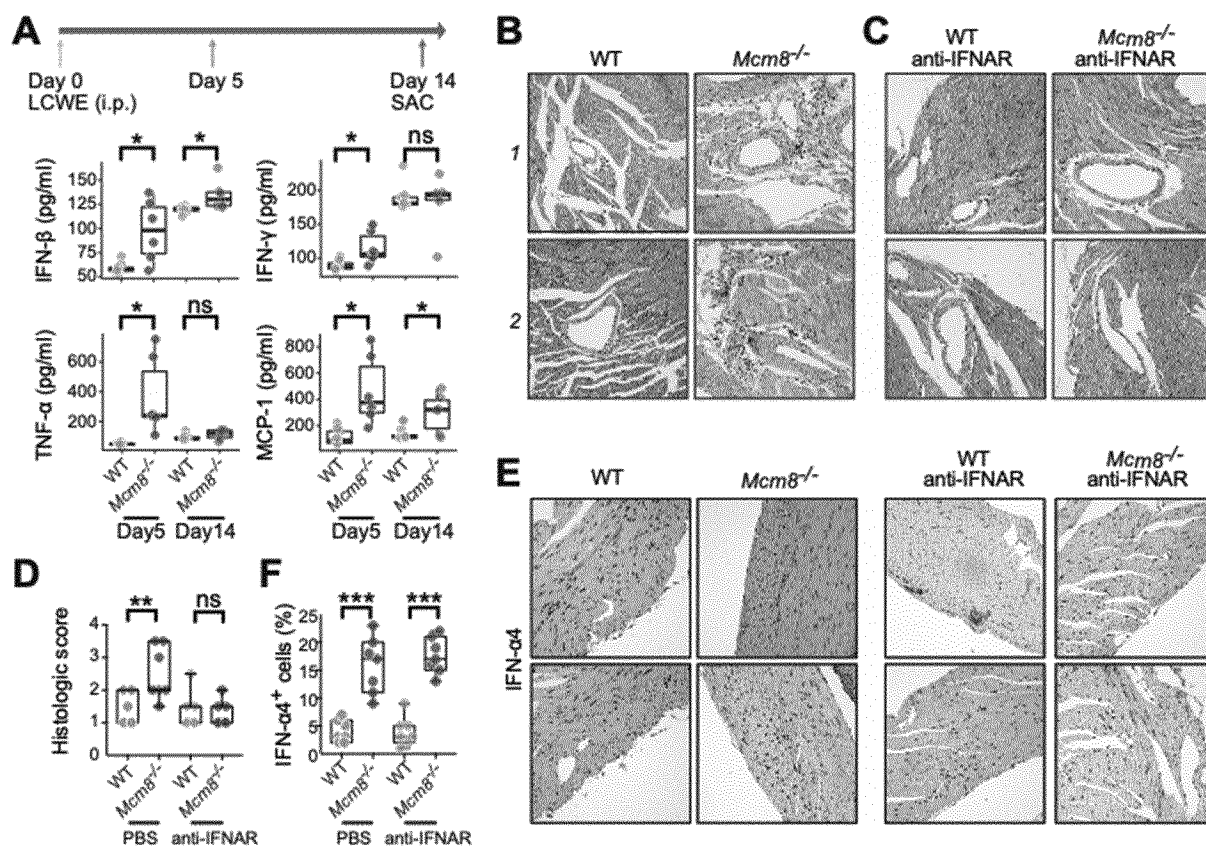 A
Day 0
LCWE (i.p.)
Day 5
Day 14
SAC
IFN-β (pg/ml)
150
125
100
75
50
*
*
IFN-γ (pg/ml)
200
150
100
*
ns
TNF-α (pg/ml)
600
400
200
*
ns
WT
Mcm8-/-
WT
Mcm8-/-
Day5
Day14
MCP-1 (pg/ml)
800
600
400
200
*
*
WT
Mcm8-/-
WT
Mcm8-/-
Day5
Day14
B
WT
Mcm8-/-
1
2
C
WT
anti-IFNAR
Mcm8-/-
anti-IFNAR
D
Histologic score
4
3
2
1
0
**
ns
WT
Mcm8-/-
WT
Mcm8-/-
PBS
anti-IFNAR
F
IFN-α4+ cells (%)
25
20
15
10
5
0
***
***
WT
Mcm8-/-
WT
Mcm8-/-
PBS
anti-IFNAR
E
WT
Mcm8-/-
WT
anti-IFNAR
Mcm8-/-
anti-IFNAR
IFN-α4